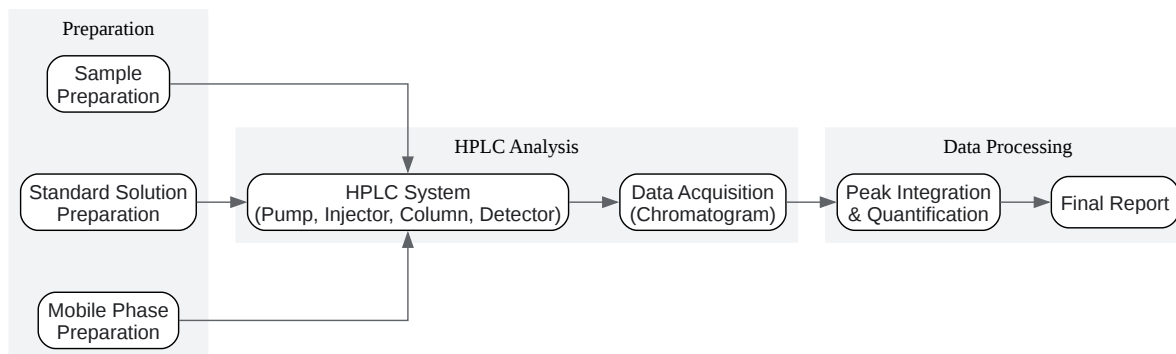 Preparation
Sample
Preparation
Standard Solution
Preparation
Mobile Phase
Preparation
HPLC Analysis
HPLC System
(Pump, Injector, Column, Detector)
Data Acquisition
(Chromatogram)
Data Processing
Peak Integration
& Quantification
Final Report